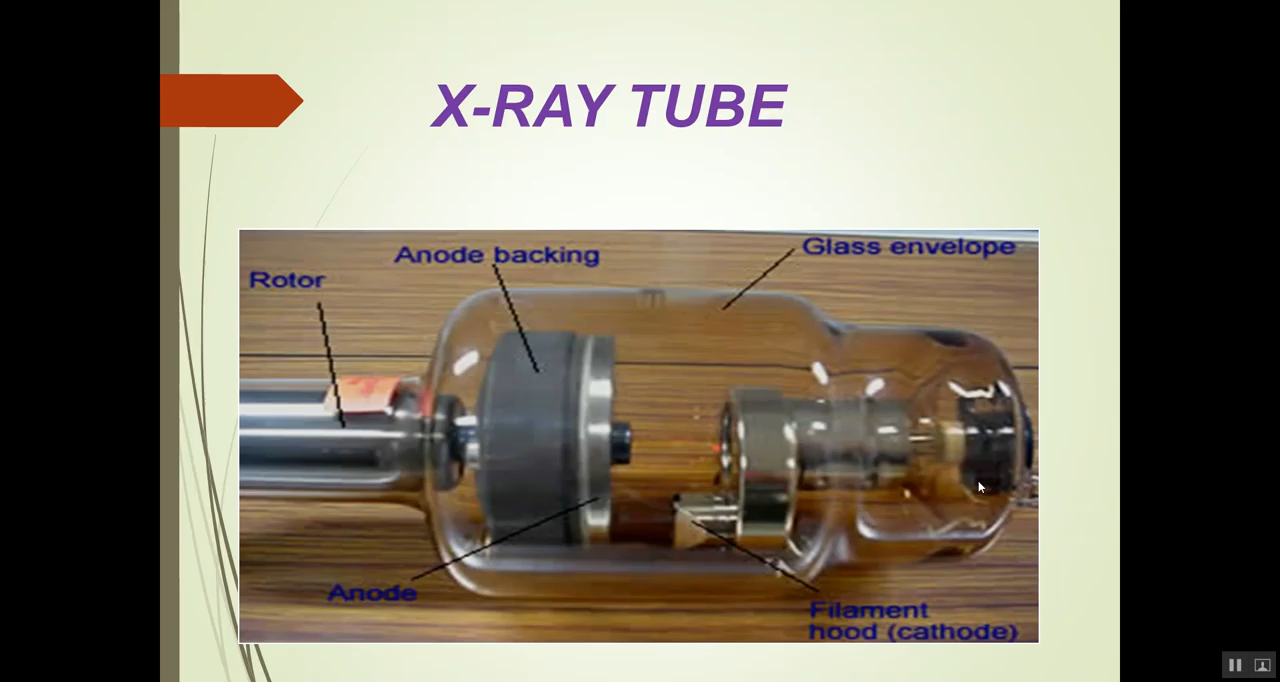 X-RAY TUBE
Anode backing
Glass envelope
Rotor
Anode
Filament
hood (cathode)